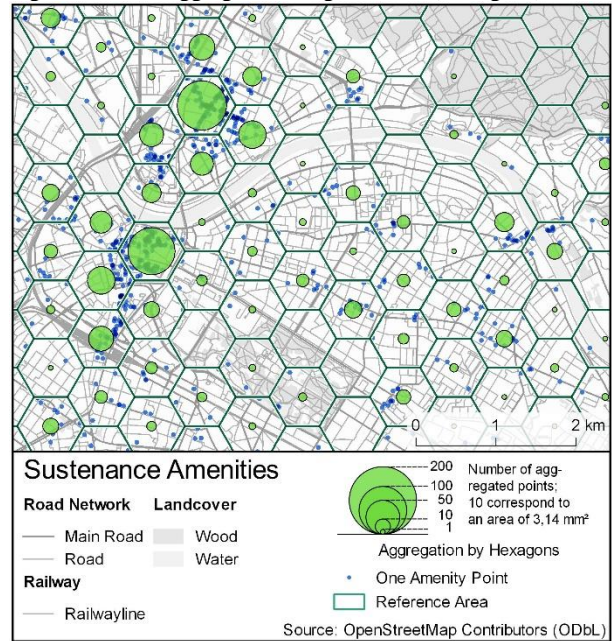 0 1 2 km
Sustenance Amenities
Road Network
Main Road
Road
Railway
Railwayline
Landcover
Wood
Water
200
100
50
10
1
Number of agg-
regated points;
10 correspond to
an area of 3,14 mm²
Aggregation by Hexagons
One Amenity Point
Reference Area
Source: OpenStreetMap Contributors (ODbL)